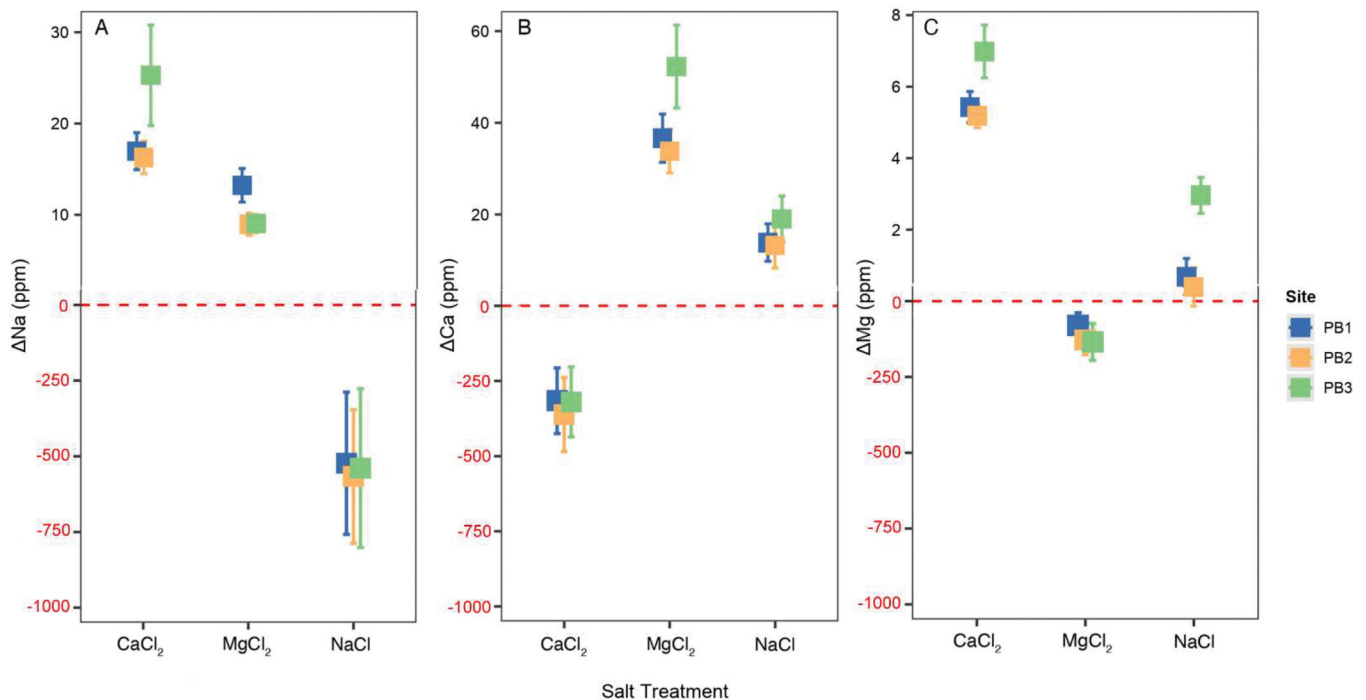 A
30
20
10
0
-250
-500
-750
-1000
ΔNa (ppm)
CaCl₂
MgCl₂
NaCl
B
60
40
20
0
-250
-500
-750
-1000
ΔCa (ppm)
CaCl₂
MgCl₂
NaCl
C
8
6
4
2
0
-250
-500
-750
-1000
ΔMg (ppm)
CaCl₂
MgCl₂
NaCl
Salt Treatment
Site
PB1
PB2
PB3